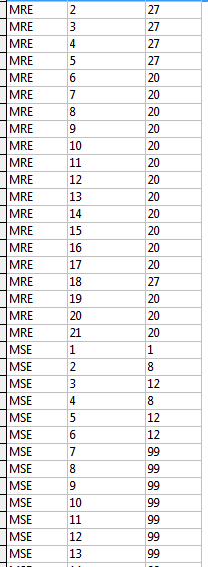 MRE 2 27
MRE 3 27
MRE 4 27
MRE 5 27
MRE 6 20
MRE 7 20
MRE 8 20
MRE 9 20
MRE 10 20
MRE 11 20
MRE 12 20
MRE 13 20
MRE 14 20
MRE 15 20
MRE 16 20
MRE 17 20
MRE 18 27
MRE 19 20
MRE 20 20
MRE 21 20
MSE 1 1
MSE 2 8
MSE 3 12
MSE 4 8
MSE 5 12
MSE 6 12
MSE 7 99
MSE 8 99
MSE 9 99
MSE 10 99
MSE 11 99
MSE 12 99
MSE 13 99